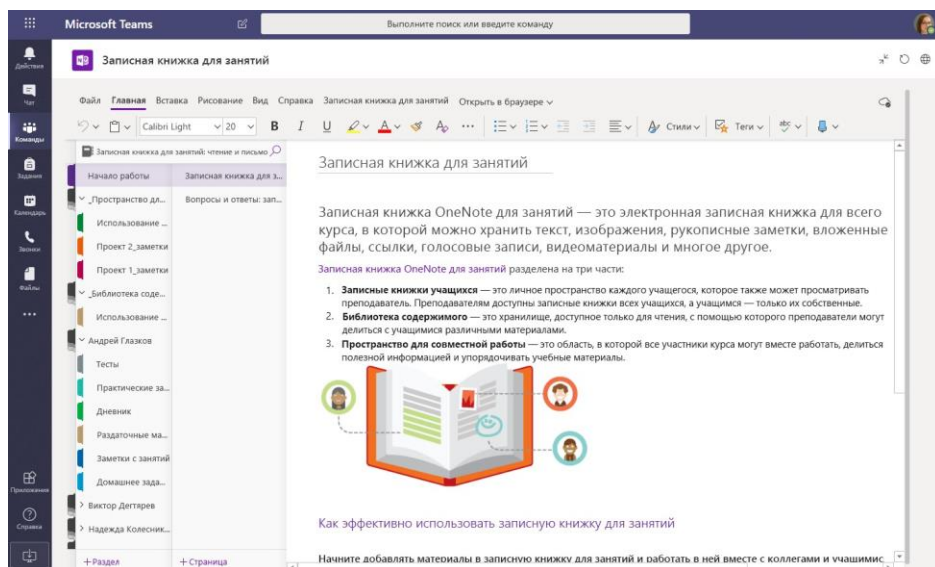 Microsoft Teams
Выполните поиск или введите команду
Действие
Чат
Команды
Задания
Календарь
Звонки
Файлы
Приложения
Справка
Записная книжка для занятий
Файл Главная Вставка Рисование Вид Справка Записная книжка для занятий Открыть в браузере
Calibri Light 20 B I U A Стили Теги abc
Записная книжка для занятий: чтение и письмо
Начало работы
_Пространство дл...
Использование ...
Проект 2_заметки
Проект 1_заметки
_Библиотека соде...
Использование ...
Андрей Глазков
Тесты
Практические за...
Дневник
Раздаточные ма...
Заметки с занятий
Домашнее зада...
Виктор Дегтярев
Надежда Колесник...
+ Раздел
Записная книжка для з...
Вопросы и ответы: зап...
+ Страница
Записная книжка для занятий
Записная книжка OneNote для занятий — это электронная записная книжка для всего
курса, в которой можно хранить текст, изображения, рукописные заметки, вложенные
файлы, ссылки, голосовые записи, видеоматериалы и многое другое.
Записная книжка OneNote для занятий разделена на три части:
1. Записные книжки учащихся — это личное пространство каждого учащегося, которое также может просматривать
преподаватель. Преподавателям доступны записные книжки всех учащихся, а учащимся — только их собственные.
2. Библиотека содержимого — это хранилище, доступное только для чтения, с помощью которого преподаватели могут
делиться с учащимися различными материалами.
3. Пространство для совместной работы — это область, в которой все участники курса могут вместе работать, делиться
полезной информацией и упорядочивать учебные материалы.
Как эффективно использовать записную книжку для занятий
Начните добавлять материалы в записную книжку для занятий и работать в ней вместе с коллегами и учащимис